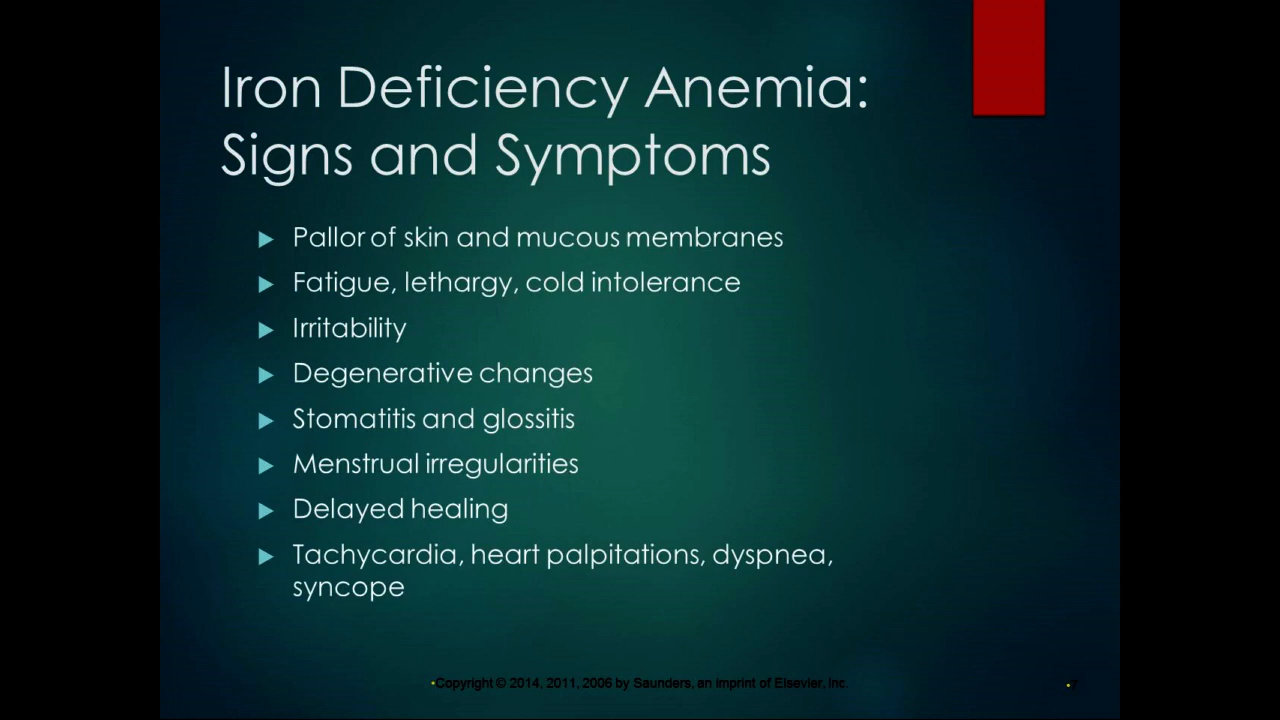 Iron Deficiency Anemia:
Signs and Symptoms
Pallor of skin and mucous membranes
Fatigue, lethargy, cold intolerance
Irritability
Degenerative changes
Stomatitis and glossitis
Menstrual irregularities
Delayed healing
Tachycardia, heart palpitations, dyspnea,
syncope
•Copyright © 2014, 2011, 2006 by Saunders, an imprint of Elsevier, Inc.